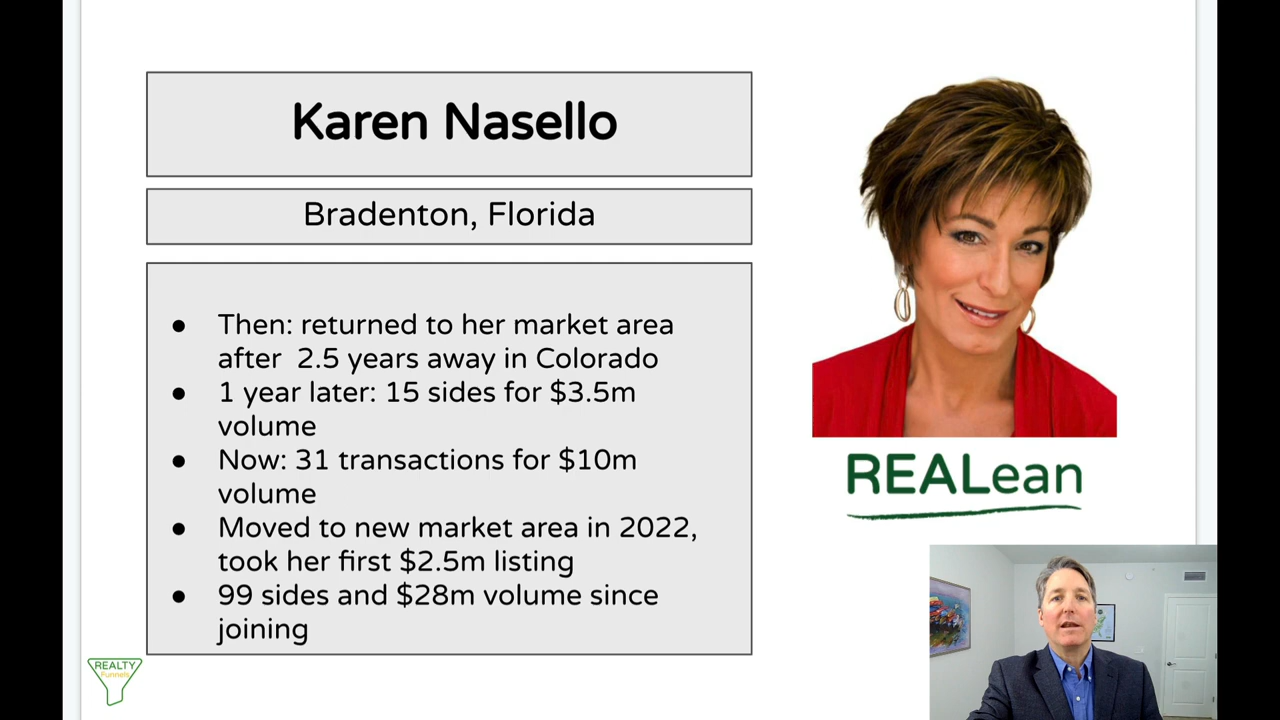 Karen Nasello
Bradenton, Florida
● Then: returned to her market area
after 2.5 years away in Colorado
● 1 year later: 15 sides for $3.5m
volume
● Now: 31 transactions for $10m
volume
● Moved to new market area in 2022,
took her first $2.5m listing
● 99 sides and $28m volume since
joining
REALean
REALTY
Funnels